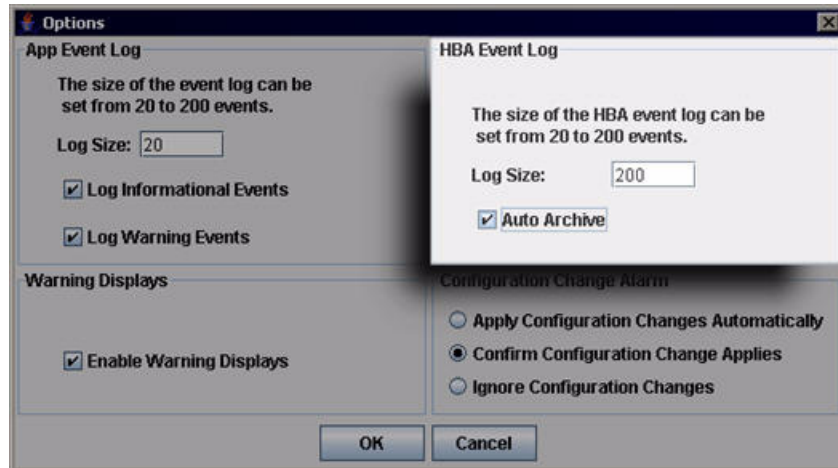 Options
App Event Log
The size of the event log can be
set from 20 to 200 events.
Log Size: 20
Log Informational Events
Log Warning Events
HBA Event Log
The size of the HBA event log can be
set from 20 to 200 events.
Log Size: 200
Auto Archive
Warning Displays
Enable Warning Displays
Configuration Change Alarm
Apply Configuration Changes Automatically
Confirm Configuration Change Applies
Ignore Configuration Changes
OK
Cancel